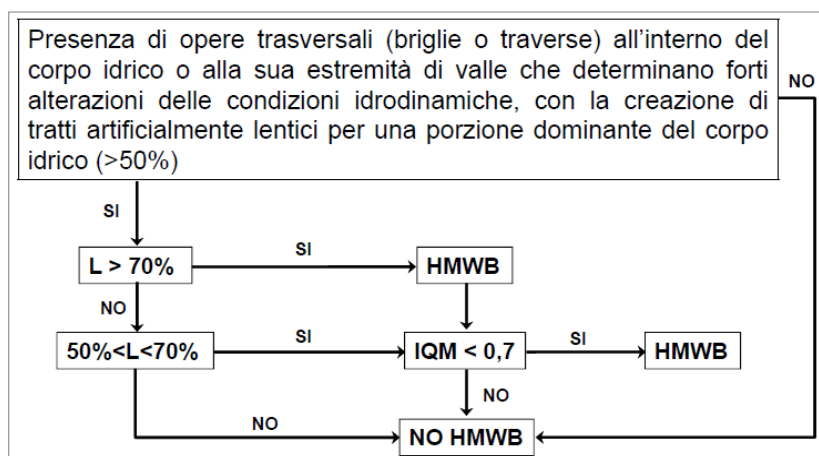 Presenza di opere trasversali (briglie o traverse) all'interno del
corpo idrico o alla sua estremità di valle che determinano forti
alterazioni delle condizioni idrodinamiche, con la creazione di
tratti artificialmente lentici per una porzione dominante del corpo
idrico (>50%)
NO
SI
L > 70%
SI
HMWB
NO
50%<L<70%
SI
IQM < 0,7
SI
HMWB
NO
NO
NO HMWB